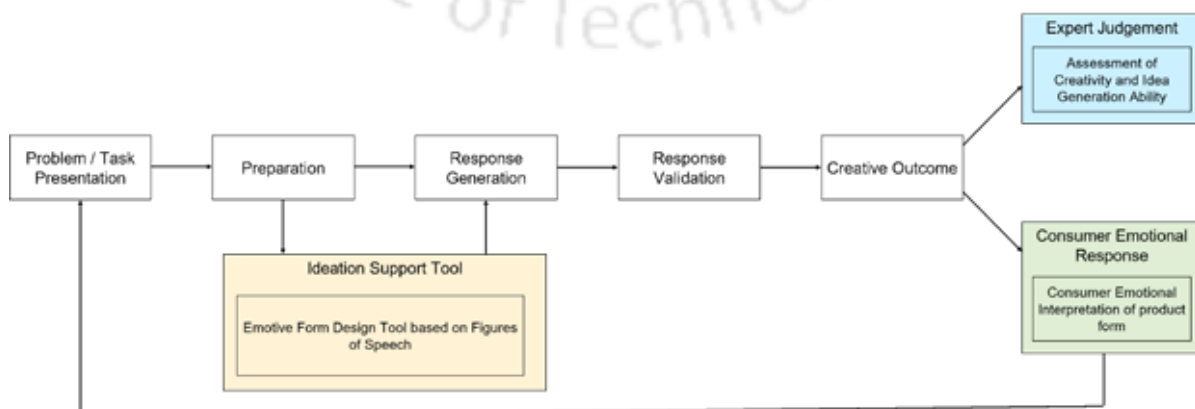 of Techno
Expert Judgement
Assessment of
Creativity and Idea
Generation Ability
Problem / Task
Presentation
Preparation
Response
Generation
Response
Validation
Creative Outcome
Ideation Support Tool
Emotive Form Design Tool based on Figures
of Speech
Consumer Emotional
Response
Consumer Emotional
Interpretation of product
form